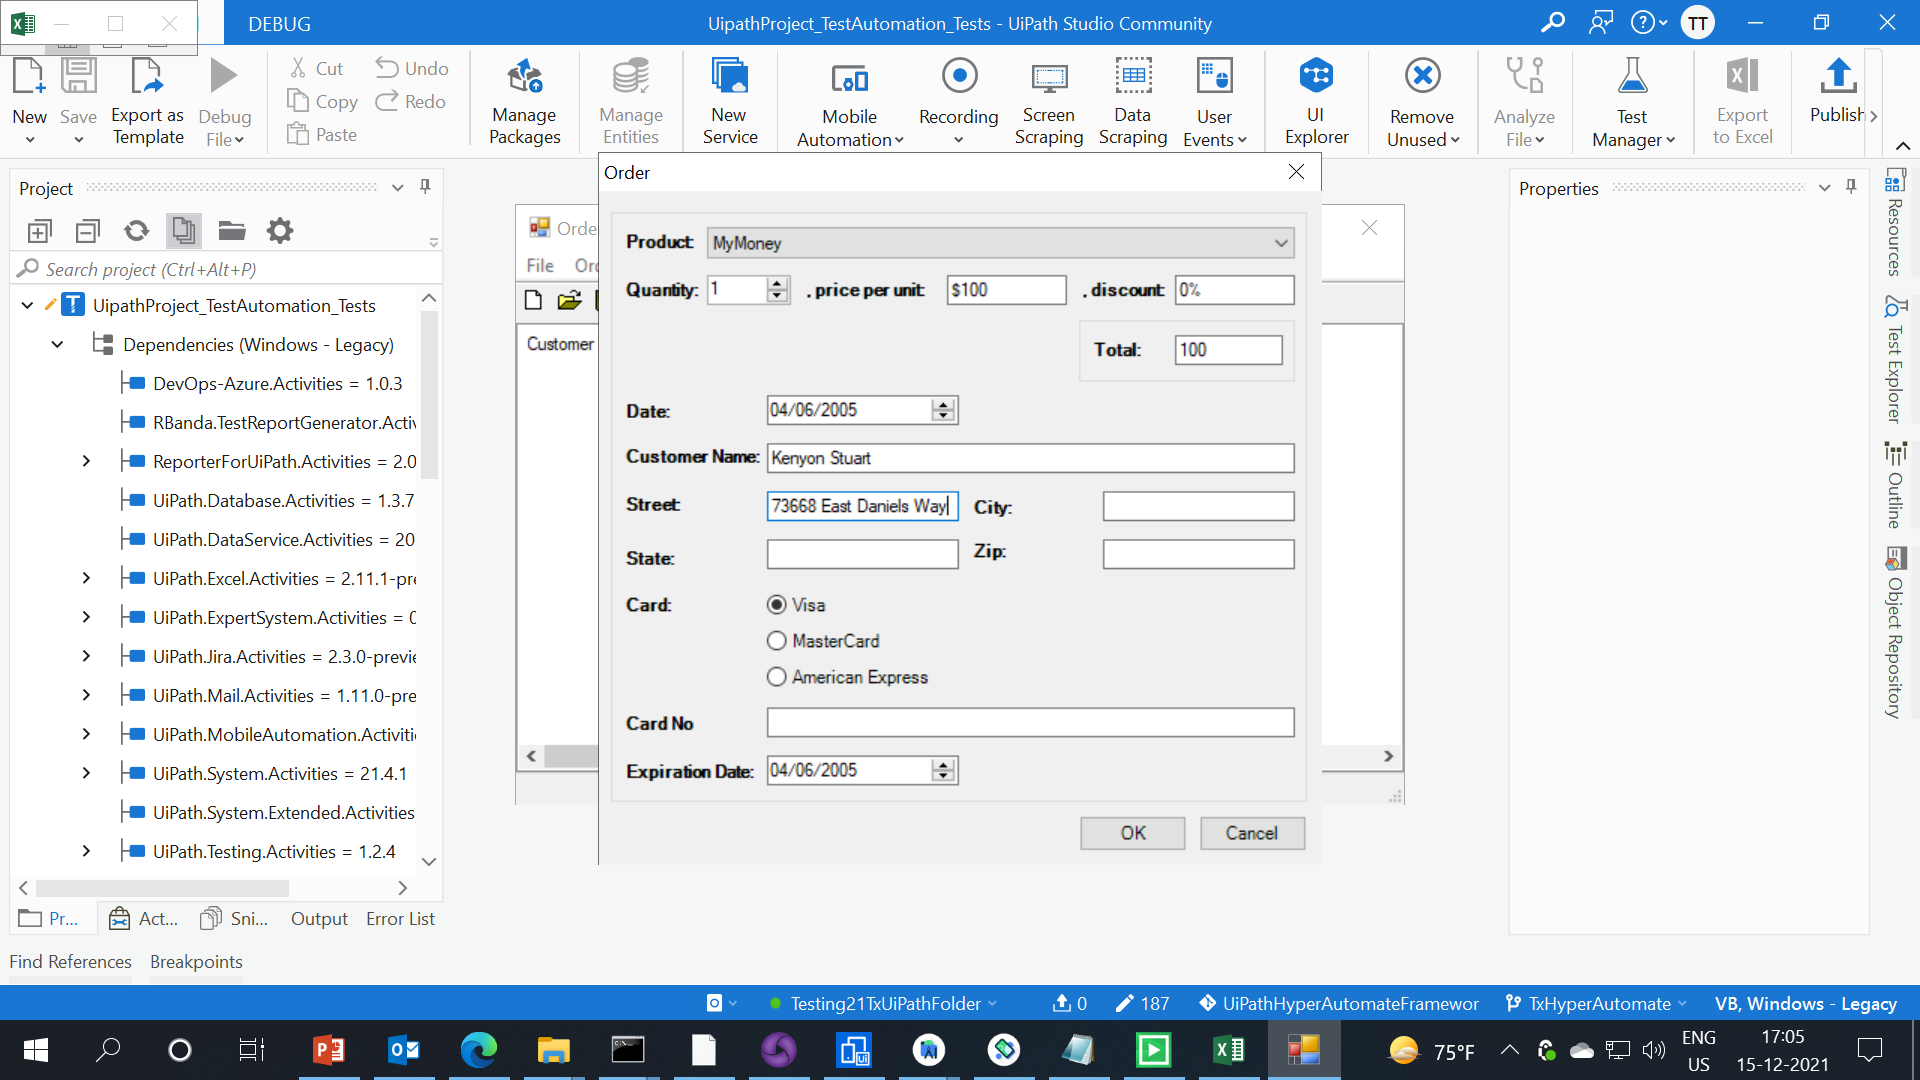 DEBUG
UipathProject_TestAutomation_Tests - UiPath Studio Community
TT
New
Save
Export as
Template
Debug
File
Cut
Copy
Paste
Undo
Redo
Manage
Packages
Manage
Entities
New
Service
Mobile
Automation
Recording
Screen
Scraping
Data
Scraping
User
Events
UI
Explorer
Remove
Unused
Analyze
File
Test
Manager
Export
to Excel
Publish
Project
Search project (Ctrl+Alt+P)
UipathProject_TestAutomation_Tests
Dependencies (Windows - Legacy)
DevOps-Azure.Activities = 1.0.3
RBanda.TestReportGenerator.Activ
ReporterForUiPath.Activities = 2.0
UiPath.Database.Activities = 1.3.7
UiPath.DataService.Activities = 20
UiPath.Excel.Activities = 2.11.1-pre
UiPath.ExpertSystem.Activities = 0
UiPath.Jira.Activities = 2.3.0-previe
UiPath.Mail.Activities = 1.11.0-pre
UiPath.MobileAutomation.Activitie
UiPath.System.Activities = 21.4.1
UiPath.System.Extended.Activities
UiPath.Testing.Activities = 1.2.4
Pr...
Act...
Sni...
Output
Error List
Find References
Breakpoints
Orde
File
Orc
Customer
Order
Product:
MyMoney
Quantity:
1
, price per unit:
$100
, discount:
0%
Total:
100
Date:
04/06/2005
Customer Name:
Kenyon Stuart
Street:
73668 East Daniels Way
City:
State:
Zip:
Card:
Visa
MasterCard
American Express
Card No
Expiration Date:
04/06/2005
OK
Cancel
Properties
Resources
Test Explorer
Outline
Object Repository
Testing21TxUiPathFolder
0
187
UiPathHyperAutomateFramewor
TxHyperAutomate
VB, Windows - Legacy
75°F
ENG
US
17:05
15-12-2021